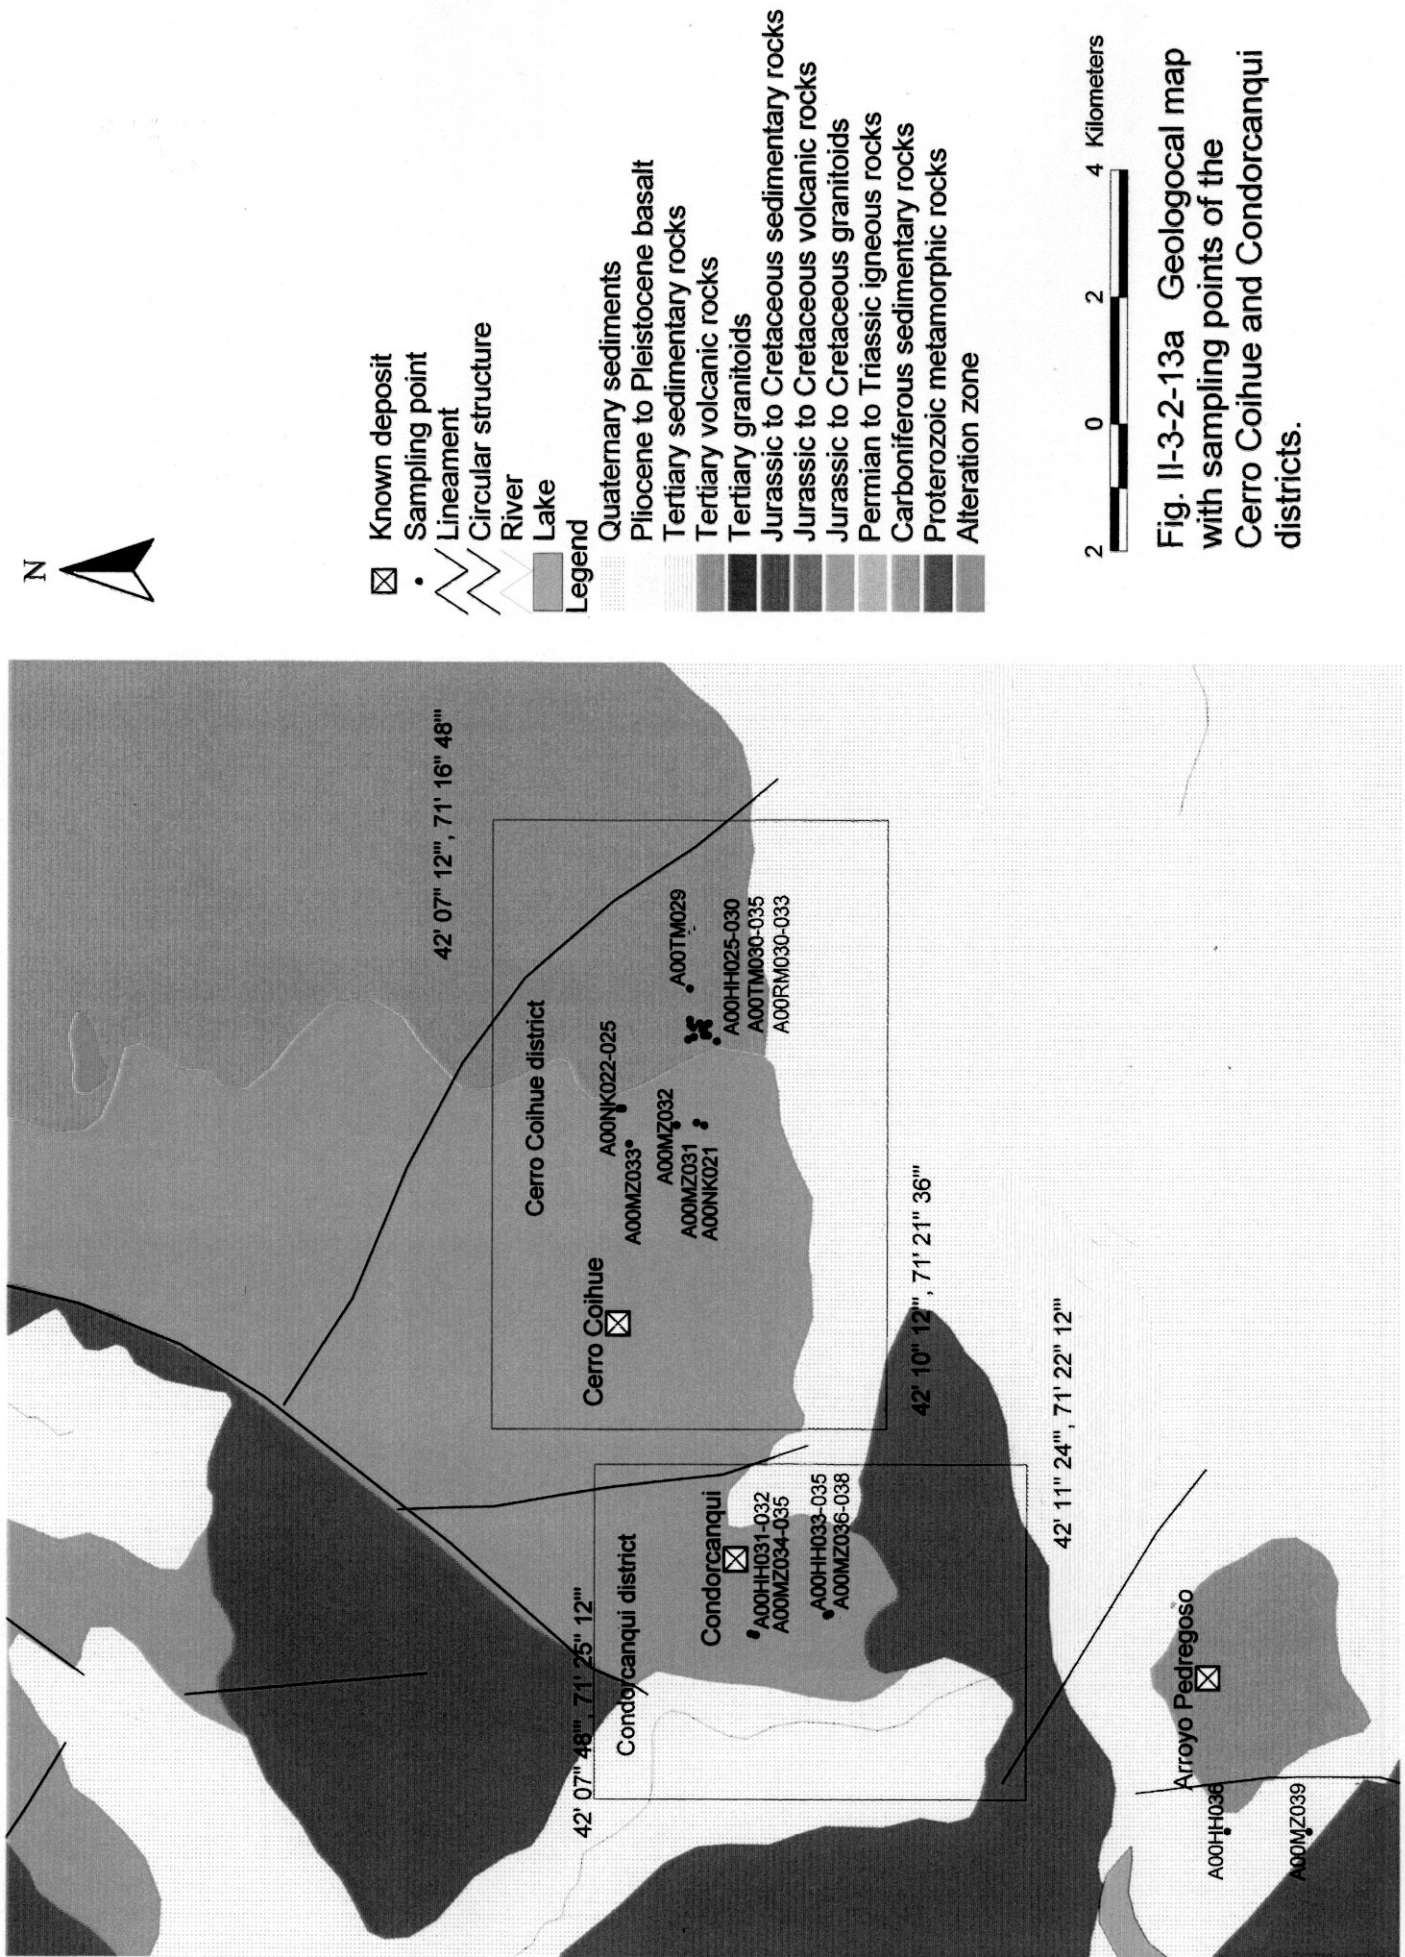 N
Known deposit
Sampling point
Lineament
Circular structure
River
Lake
Legend
Quaternary sediments
Pliocene to Pleistocene basalt
Tertiary sedimentary rocks
Tertiary volcanic rocks
Tertiary granitoids
Jurassic to Cretaceous sedimentary rocks
Jurassic to Cretaceous volcanic rocks
Jurassic to Cretaceous granitoids
Permian to Triassic igneous rocks
Carboniferous sedimentary rocks
Proterozoic metamorphic rocks
Alteration zone
2 0 2 4 Kilometers
Fig. II-3-2-13a Geologocal map
with sampling points of the
Cerro Coihue and Condorcanqui
districts.
42' 07" 12''', 71' 16" 48'''
Cerro Coihue district
A00NK022-025
A00MZ033
A00MZ032
A00MZ031
A00NK021
A00TM029
A00HH025-030
A00TM030-035
A00RM030-033
Cerro Coihue
42' 10" 12''', 71' 21" 36'''
42' 07" 48''', 71' 25" 12'''
Condorcanqui district
Condorcanqui
A00HH031-032
A00MZ034-035
A00HH033-035
A00MZ036-038
42' 11" 24''', 71' 22" 12'''
Arroyo Pedregoso
A00HH036
A00MZ039